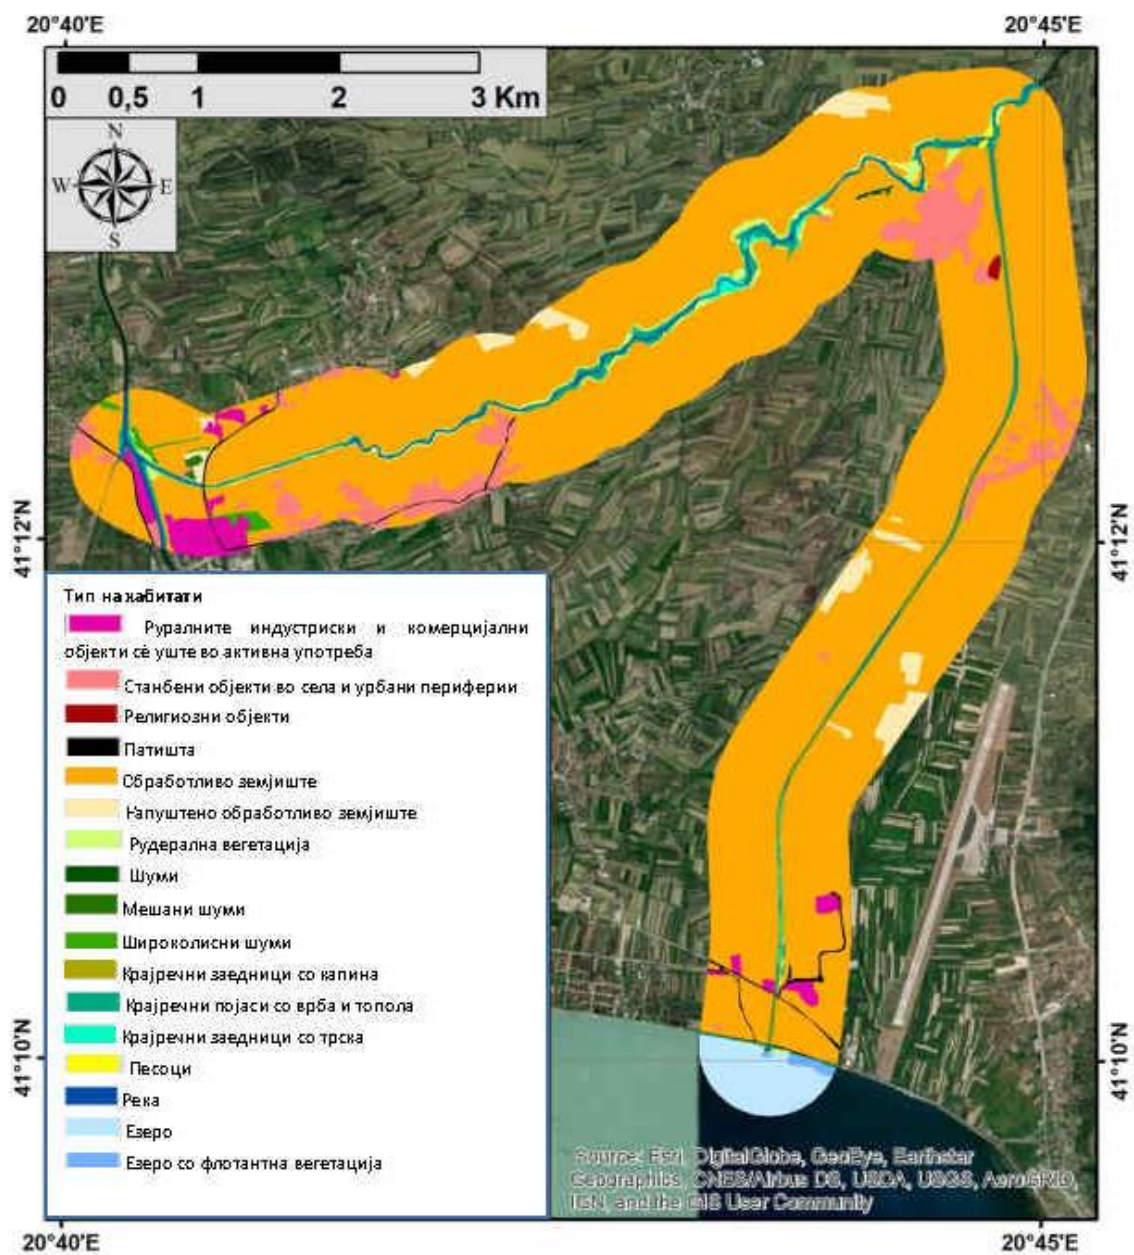 20°40'E 20°45'E
0 0,5 1 2 3 Km
N
W E
S
41°12'N 41°12'N
Тип на хабитати
Руралните индустриски и комерцијални
објекти сè уште во активна употреба
Станбени објекти во села и урбани периферии
Религиозни објекти
Патишта
Обработливо земјиште
Напуштено обработливо земјиште
Рудерална вегетација
Шуми
Мешани шуми
Широколисни шуми
Крајречни заедници со капина
Крајречни појаси со врба и топола
Крајречни заедници со трска
Песоци
Река
Езеро
Езеро со флотантна вегетација
41°10'N 41°10'N
Source: Esri, DigitalGlobe, GeoEye, Earthstar
Geographics, CNES/Airbus DS, USDA, USGS, AeroGRID,
IGN, and the GIS User Community
20°40'E 20°45'E